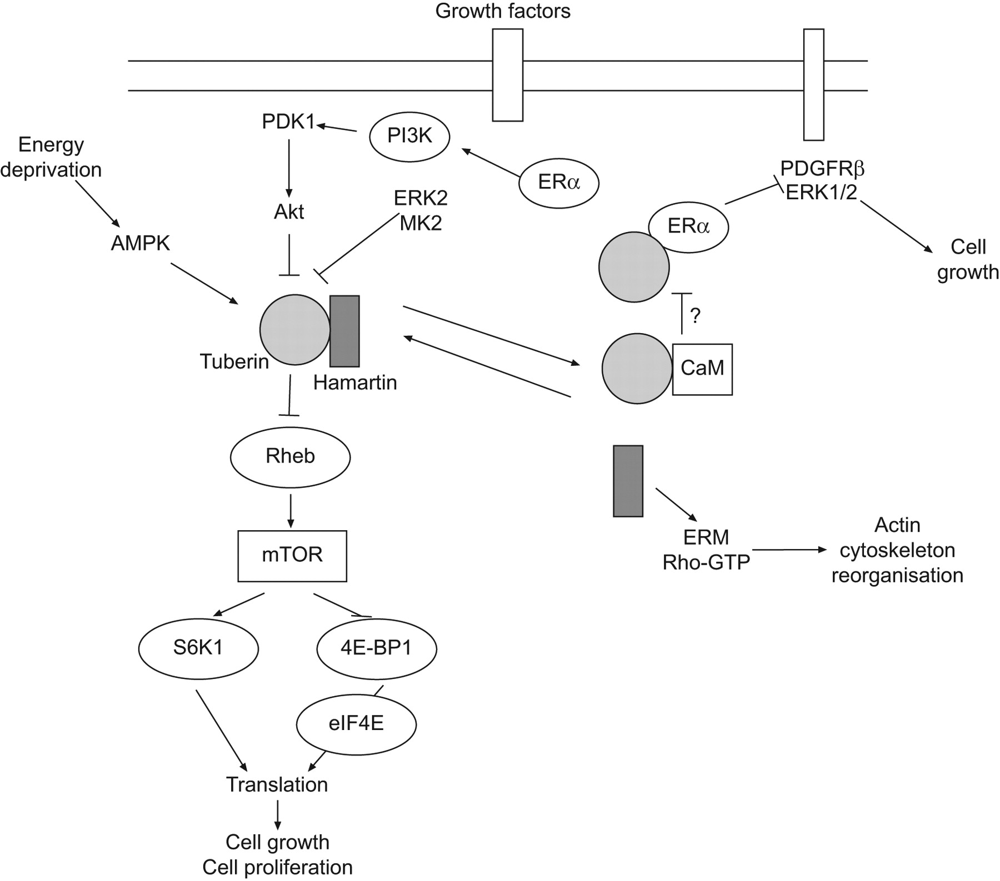 Growth factors
PDK1
PI3K
Energy
deprivation
ERα
PDGFRβ
ERK1/2
ERK2
MK2
Akt
ERα
AMPK
Cell
growth
?
Tuberin
Hamartin
CaM
Rheb
mTOR
ERM
Rho-GTP
Actin
cytoskeleton
reorganisation
S6K1
4E-BP1
eIF4E
Translation
Cell growth
Cell proliferation